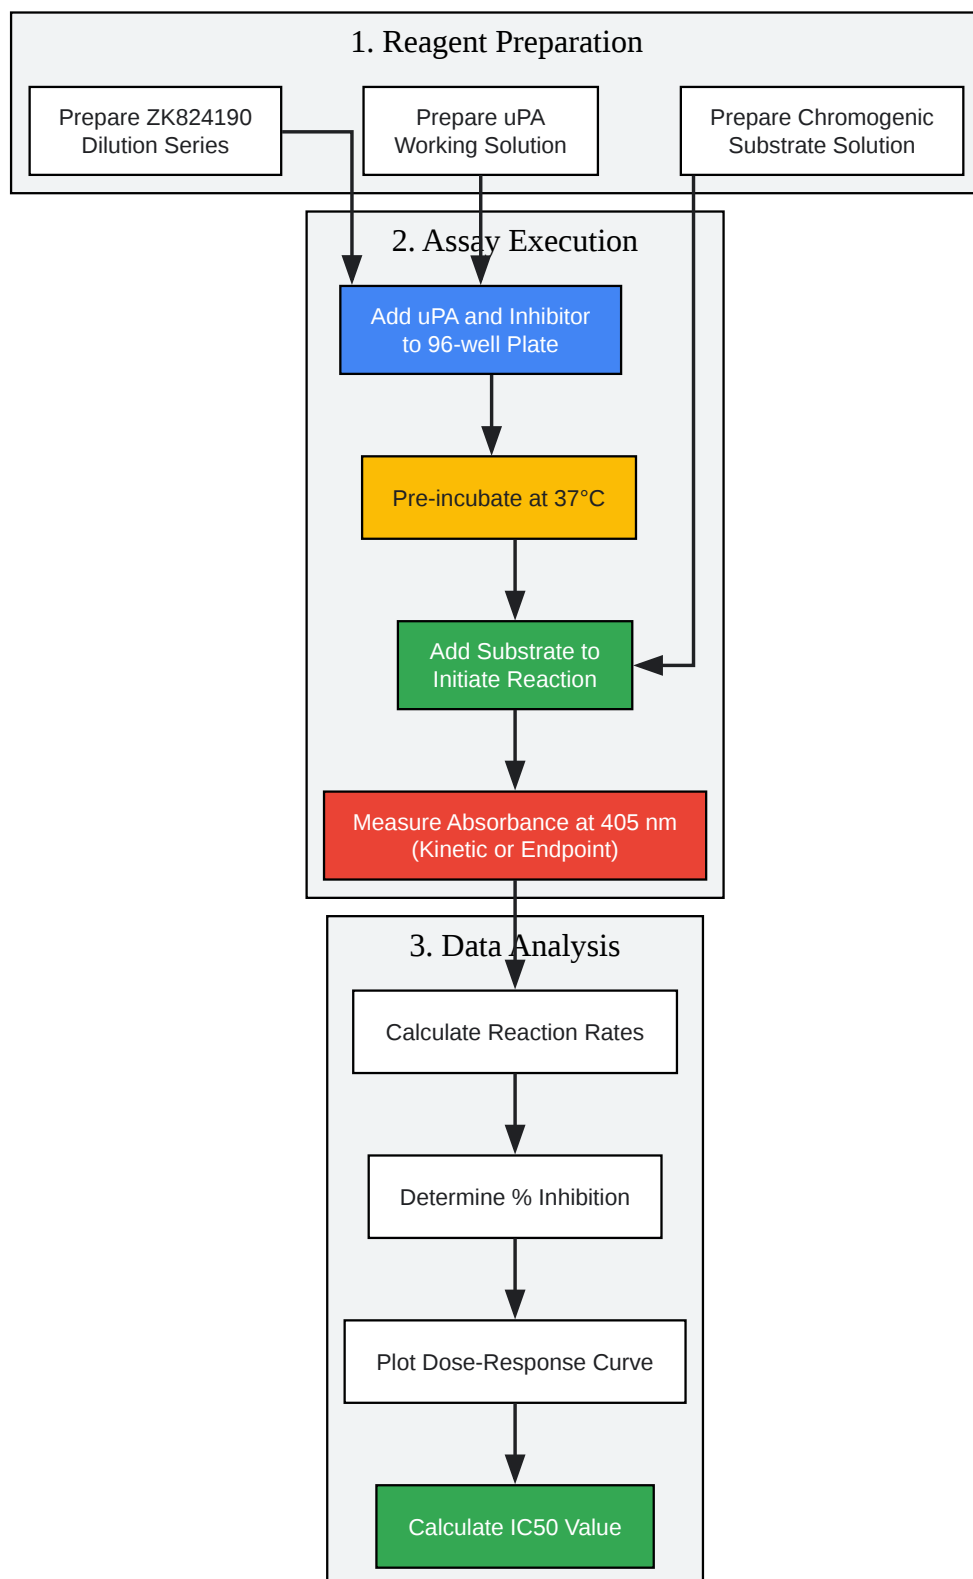 1. Reagent Preparation
Prepare ZK824190
Dilution Series
Prepare uPA
Working Solution
Prepare Chromogenic
Substrate Solution
2. Assay Execution
Add uPA and Inhibitor
to 96-well Plate
Pre-incubate at 37°C
Add Substrate to
Initiate Reaction
Measure Absorbance at 405 nm
(Kinetic or Endpoint)
3. Data Analysis
Calculate Reaction Rates
Determine % Inhibition
Plot Dose-Response Curve
Calculate IC50 Value